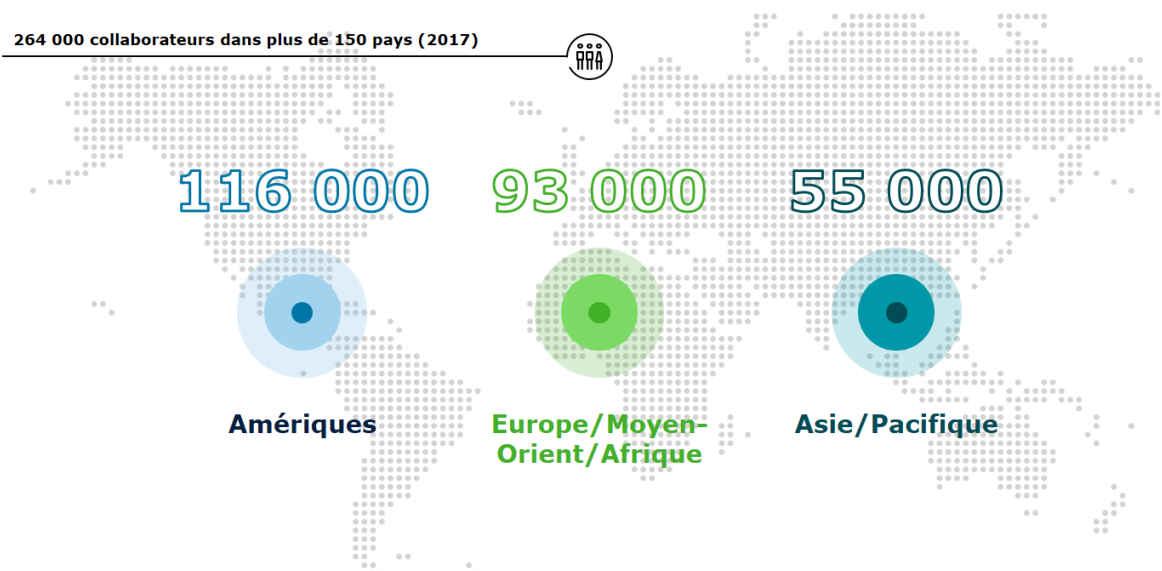 264 000 collaborateurs dans plus de 150 pays (2017)
116 000
93 000
55 000
Amériques
Europe/Moyen-
Orient/Afrique
Asie/Pacifique